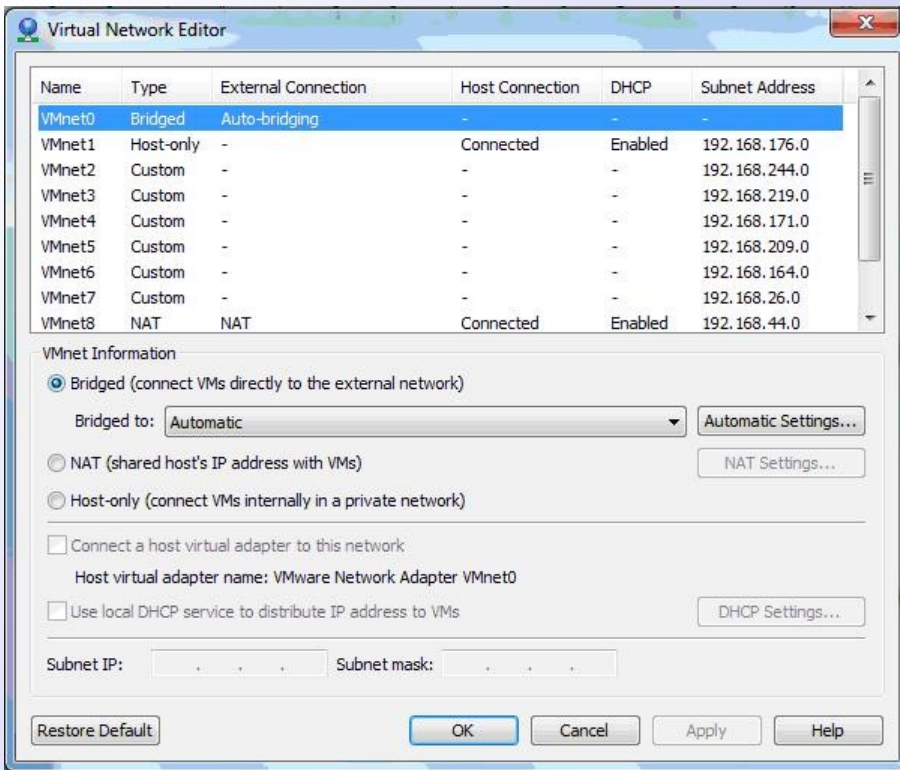 Virtual Network Editor
Name Type External Connection Host Connection DHCP Subnet Address
VMnet0 Bridged Auto-bridging - - -
VMnet1 Host-only - Connected Enabled 192.168.176.0
VMnet2 Custom - - - 192.168.244.0
VMnet3 Custom - - - 192.168.219.0
VMnet4 Custom - - - 192.168.171.0
VMnet5 Custom - - - 192.168.209.0
VMnet6 Custom - - - 192.168.164.0
VMnet7 Custom - - - 192.168.26.0
VMnet8 NAT NAT Connected Enabled 192.168.44.0
VMnet Information
Bridged (connect VMs directly to the external network)
Bridged to: Automatic Automatic Settings...
NAT (shared host's IP address with VMs) NAT Settings...
Host-only (connect VMs internally in a private network)
Connect a host virtual adapter to this network
Host virtual adapter name: VMware Network Adapter VMnet0
Use local DHCP service to distribute IP address to VMs DHCP Settings...
Subnet IP: . . . Subnet mask: . . .
Restore Default OK Cancel Apply Help